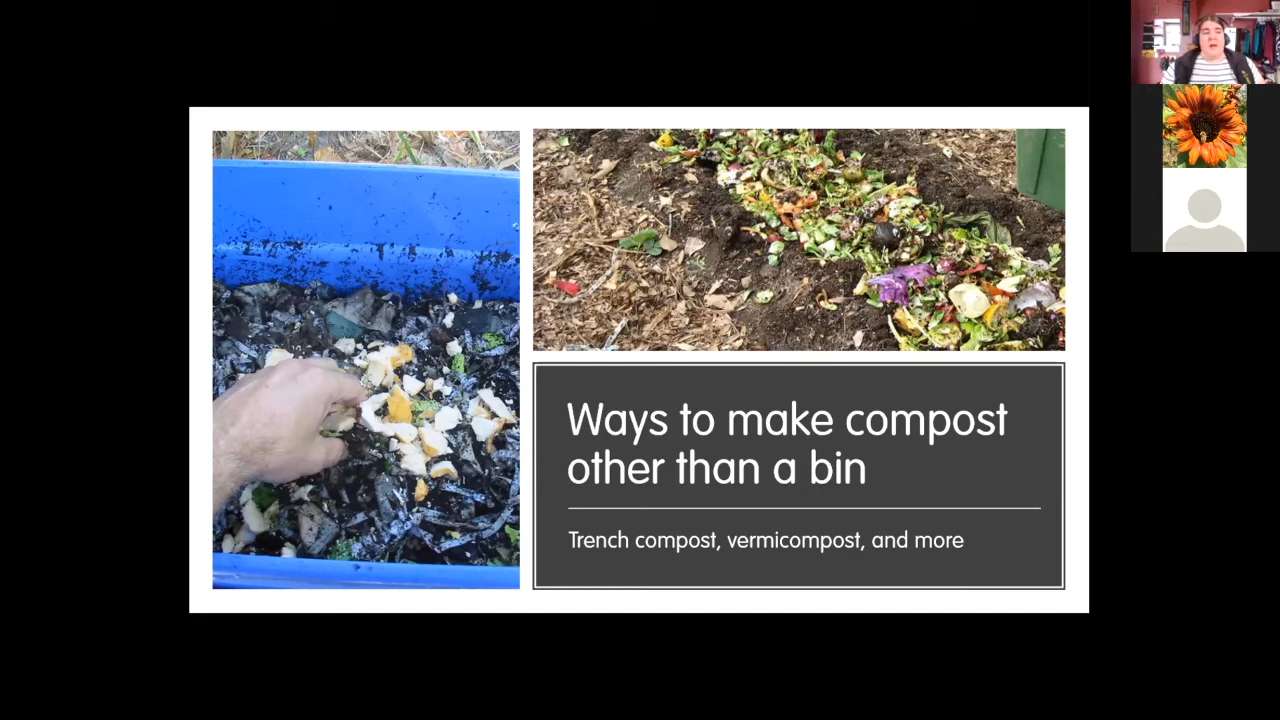 Ways to make compost
other than a bin
Trench compost, vermicompost, and more